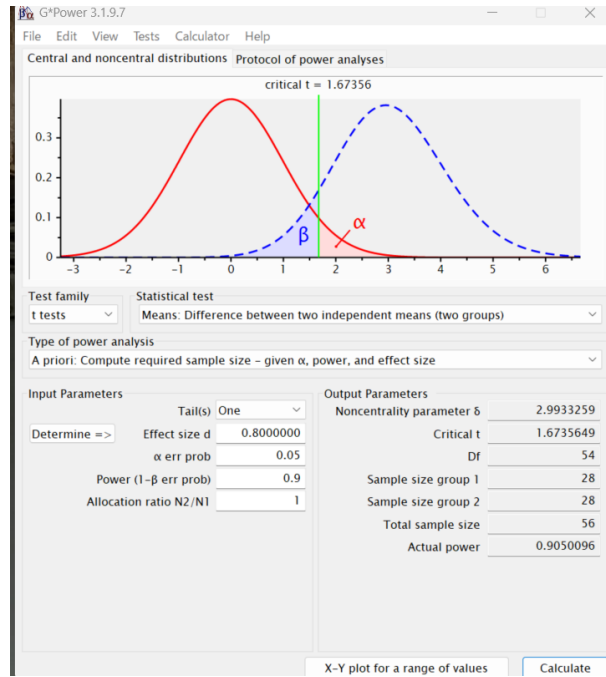 G*Power 3.1.9.7
File Edit View Tests Calculator Help
Central and noncentral distributions Protocol of power analyses
critical t = 1.67356
0.3
0.2
0.1
0
β
α
-3 -2 -1 0 1 2 3 4 5 6
Test family Statistical test
t tests Means: Difference between two independent means (two groups)
Type of power analysis
A priori: Compute required sample size – given α, power, and effect size
Input Parameters Output Parameters
Tail(s) One Noncentrality parameter δ 2.9933259
Determine => Effect size d 0.8000000 Critical t 1.6735649
α err prob 0.05 Df 54
Power (1-β err prob) 0.9 Sample size group 1 28
Allocation ratio N2/N1 1 Sample size group 2 28
Total sample size 56
Actual power 0.9050096
X-Y plot for a range of values Calculate